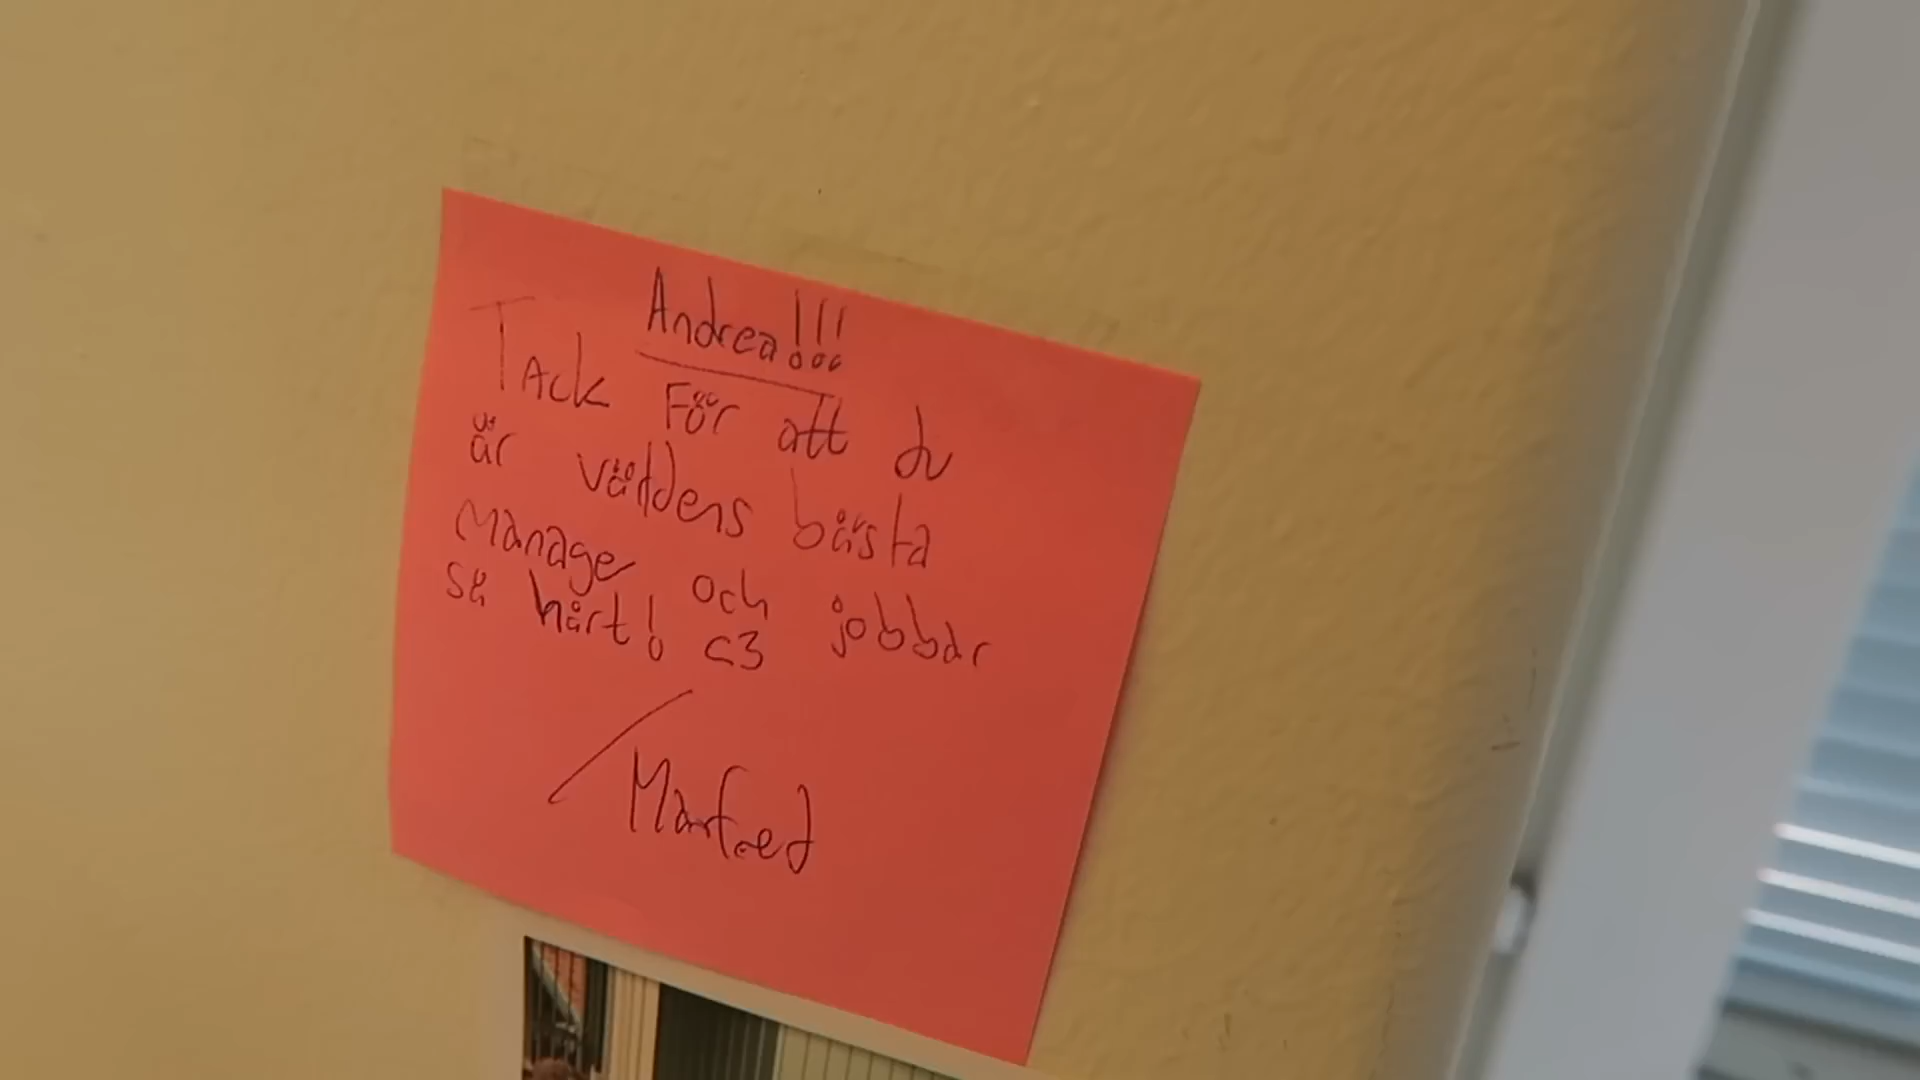 Andrea!!!
Tack För att du
är världens bästa
manager och jobbar
så hårt! <3
/Manfred